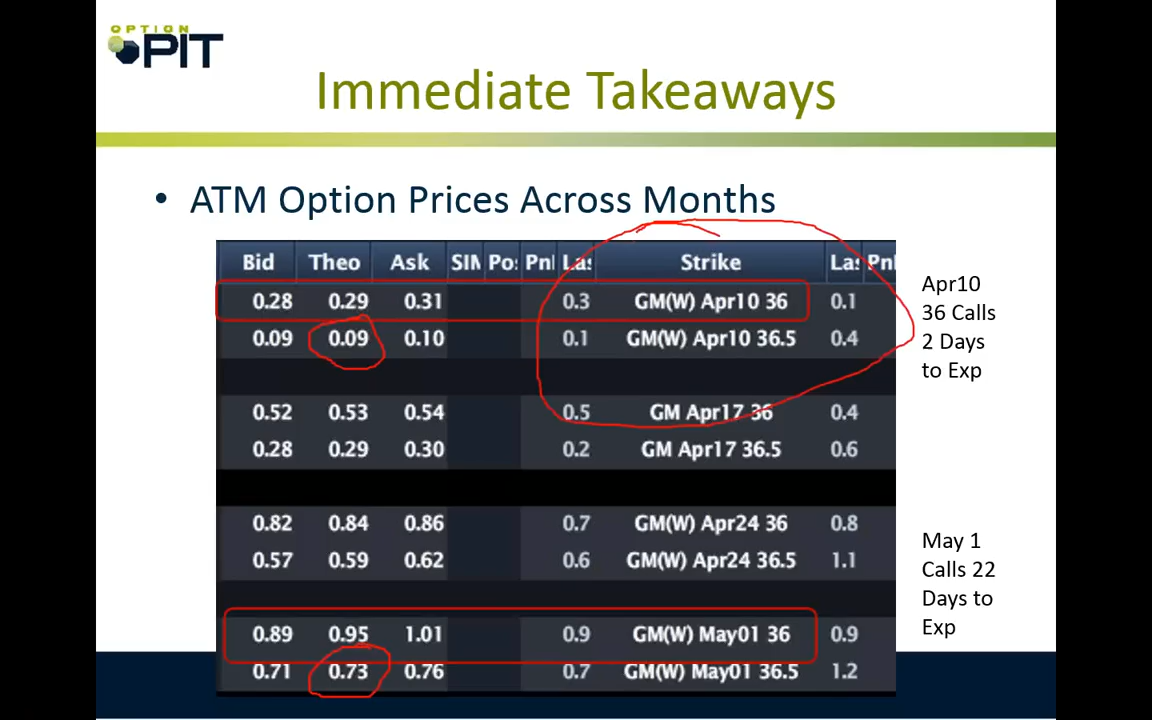 OPTION
PIT
Immediate Takeaways
• ATM Option Prices Across Months
Bid Theo Ask SIM Po: Pnl La: Strike La: Pnl
0.28 0.29 0.31 0.3 GM(W) Apr10 36 0.1
0.09 0.09 0.10 0.1 GM(W) Apr10 36.5 0.4
0.52 0.53 0.54 0.5 GM Apr17 36 0.4
0.28 0.29 0.30 0.2 GM Apr17 36.5 0.6
0.82 0.84 0.86 0.7 GM(W) Apr24 36 0.8
0.57 0.59 0.62 0.6 GM(W) Apr24 36.5 1.1
0.89 0.95 1.01 0.9 GM(W) May01 36 0.9
0.71 0.73 0.76 0.7 GM(W) May01 36.5 1.2
Apr10
36 Calls
2 Days
to Exp
May 1
Calls 22
Days to
Exp